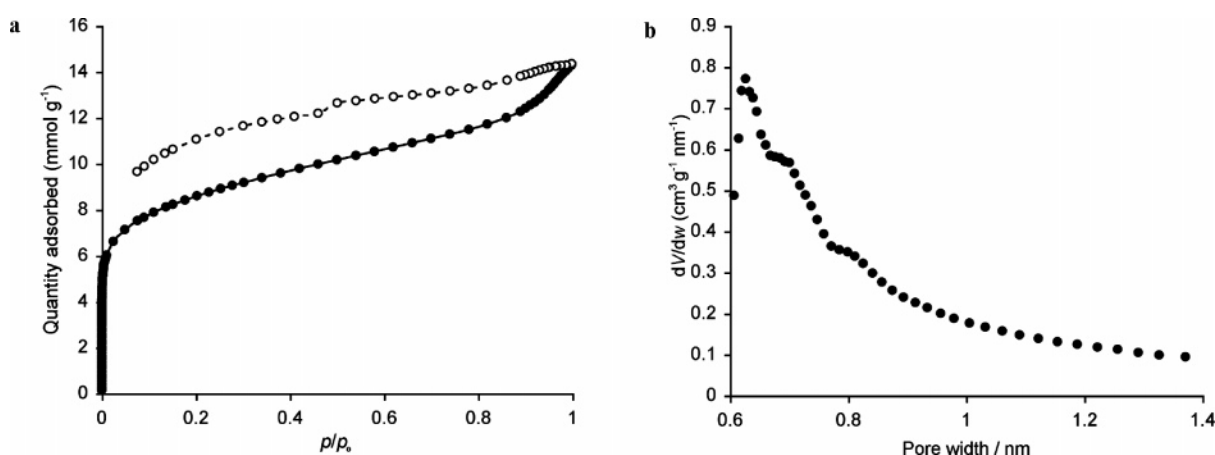 a
16
14
12
10
8
6
4
2
0
Quantity adsorbed (mmol g⁻¹)
0 0.2 0.4 0.6 0.8 1
p/p₀
b
0.9
0.8
0.7
0.6
0.5
0.4
0.3
0.2
0.1
0
dV/dw (cm³ g⁻¹ nm⁻¹)
0.6 0.8 1 1.2 1.4
Pore width / nm